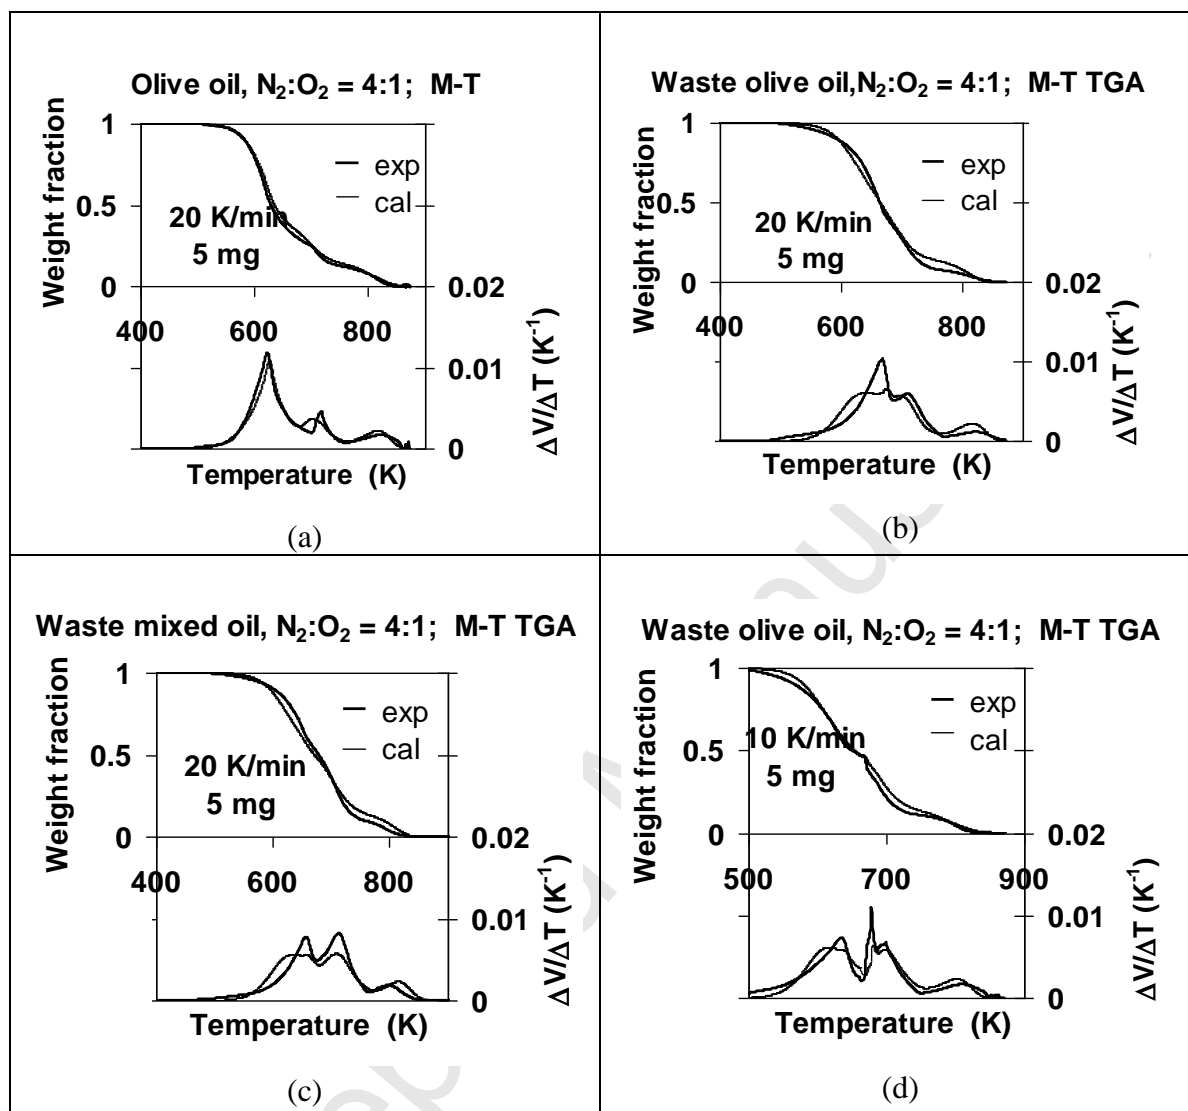 Olive oil, N₂:O₂ = 4:1; M-T
Weight fraction
1
0.5
0
exp
cal
20 K/min
5 mg
400
600
800
0.02
0.01
0
ΔV/ΔT (K⁻¹)
Temperature (K)
(a)
Waste olive oil,N₂:O₂ = 4:1; M-T TGA
Weight fraction
1
0.5
0
exp
cal
20 K/min
5 mg
400
600
800
0.02
0.01
0
ΔV/ΔT (K⁻¹)
Temperature (K)
(b)
Waste mixed oil, N₂:O₂ = 4:1; M-T TGA
Weight fraction
1
0.5
0
exp
cal
20 K/min
5 mg
400
600
800
0.02
0.01
0
ΔV/ΔT (K⁻¹)
Temperature (K)
(c)
Waste olive oil, N₂:O₂ = 4:1; M-T TGA
Weight fraction
1
0.5
0
exp
cal
10 K/min
5 mg
500
700
900
0.02
0.01
0
ΔV/ΔT (K⁻¹)
Temperature (K)
(d)